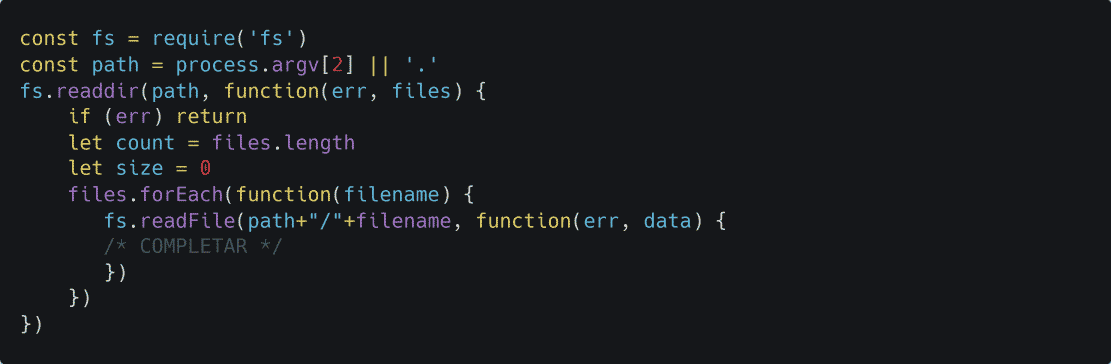 const fs = require('fs')
const path = process.argv[2] || '.'
fs.readdir(path, function(err, files) {
    if (err) return
    let count = files.length
    let size = 0
    files.forEach(function(filename) {
       fs.readFile(path+"/"+filename, function(err, data) {
       /* COMPLETAR */
       })
    })
})